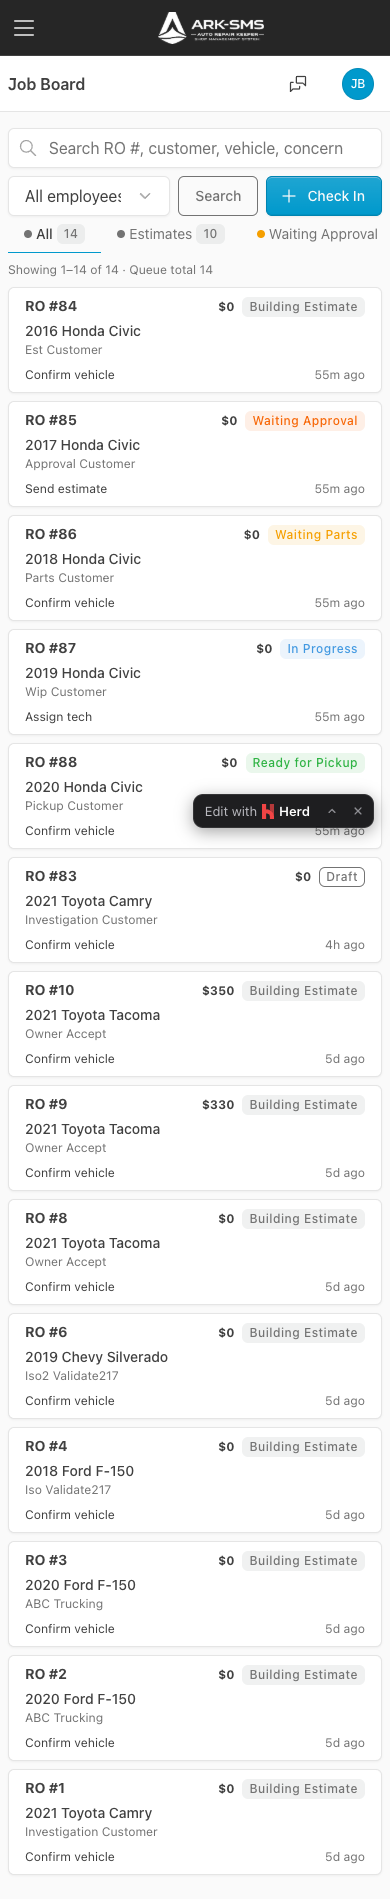 ARK-SMS
AUTO REPAIR KEEPER
Job Board
JB
Search RO #, customer, vehicle, concern
All employees
Search
Check In
All 14
Estimates 10
Waiting Approval
Showing 1–14 of 14 · Queue total 14
RO #84 $0 Building Estimate
2016 Honda Civic
Est Customer
Confirm vehicle 55m ago
RO #85 $0 Waiting Approval
2017 Honda Civic
Approval Customer
Send estimate 55m ago
RO #86 $0 Waiting Parts
2018 Honda Civic
Parts Customer
Confirm vehicle 55m ago
RO #87 $0 In Progress
2019 Honda Civic
Wip Customer
Assign tech 55m ago
RO #88 $0 Ready for Pickup
2020 Honda Civic
Pickup Customer
Edit with Herd
Confirm vehicle 55m ago
RO #83 $0 Draft
2021 Toyota Camry
Investigation Customer
Confirm vehicle 4h ago
RO #10 $350 Building Estimate
2021 Toyota Tacoma
Owner Accept
Confirm vehicle 5d ago
RO #9 $330 Building Estimate
2021 Toyota Tacoma
Owner Accept
Confirm vehicle 5d ago
RO #8 $0 Building Estimate
2021 Toyota Tacoma
Owner Accept
Confirm vehicle 5d ago
RO #6 $0 Building Estimate
2019 Chevy Silverado
Iso2 Validate217
Confirm vehicle 5d ago
RO #4 $0 Building Estimate
2018 Ford F-150
Iso Validate217
Confirm vehicle 5d ago
RO #3 $0 Building Estimate
2020 Ford F-150
ABC Trucking
Confirm vehicle 5d ago
RO #2 $0 Building Estimate
2020 Ford F-150
ABC Trucking
Confirm vehicle 5d ago
RO #1 $0 Building Estimate
2021 Toyota Camry
Investigation Customer
Confirm vehicle 5d ago